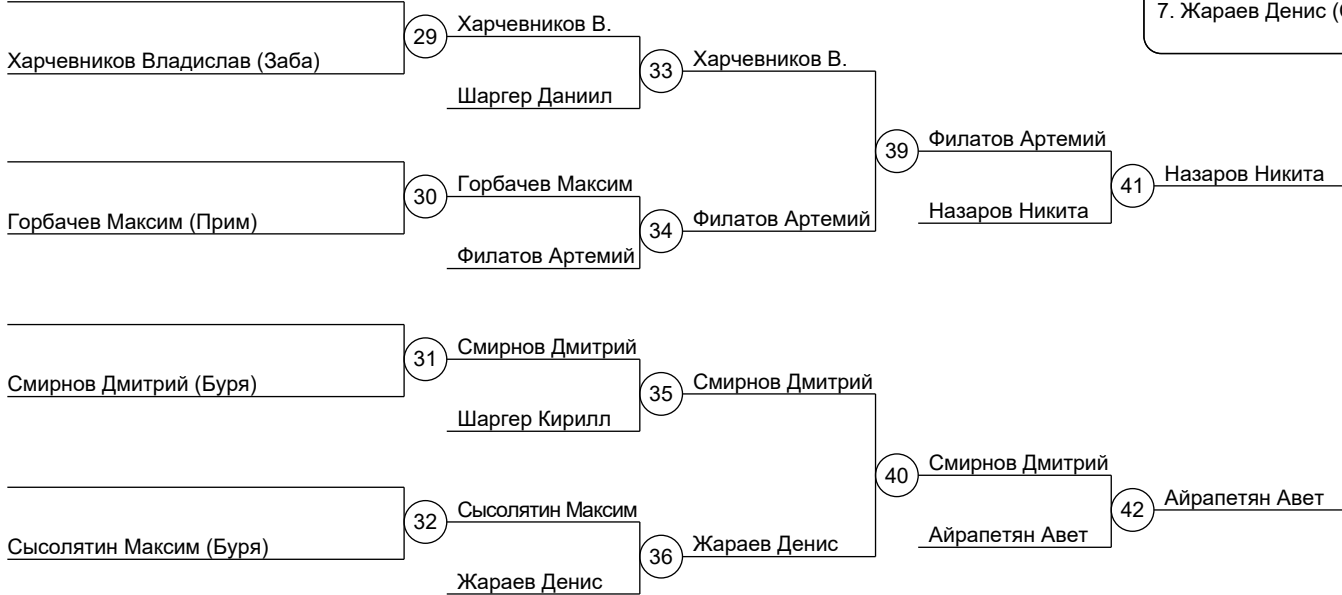 7. Жараев Денис (
29 Харчевников В.
Харчевников Владислав (Заба)
33 Харчевников В.
Шаргер Даниил
39 Филатов Артемий
30 Горбачев Максим
41 Назаров Никита
Горбачев Максим (Прим)
34 Филатов Артемий
Назаров Никита
Филатов Артемий
31 Смирнов Дмитрий
Смирнов Дмитрий (Буря)
35 Смирнов Дмитрий
Шаргер Кирилл
40 Смирнов Дмитрий
32 Сысолятин Максим
42 Айрапетян Авет
Сысолятин Максим (Буря)
36 Жараев Денис
Айрапетян Авет
Жараев Денис